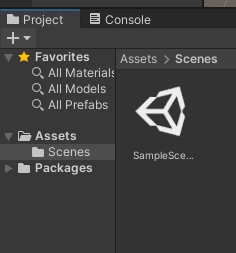 Project Console
Favorites
All Materials
All Models
All Prefabs
Assets
Scenes
Packages
Assets > Scenes
SampleSce...